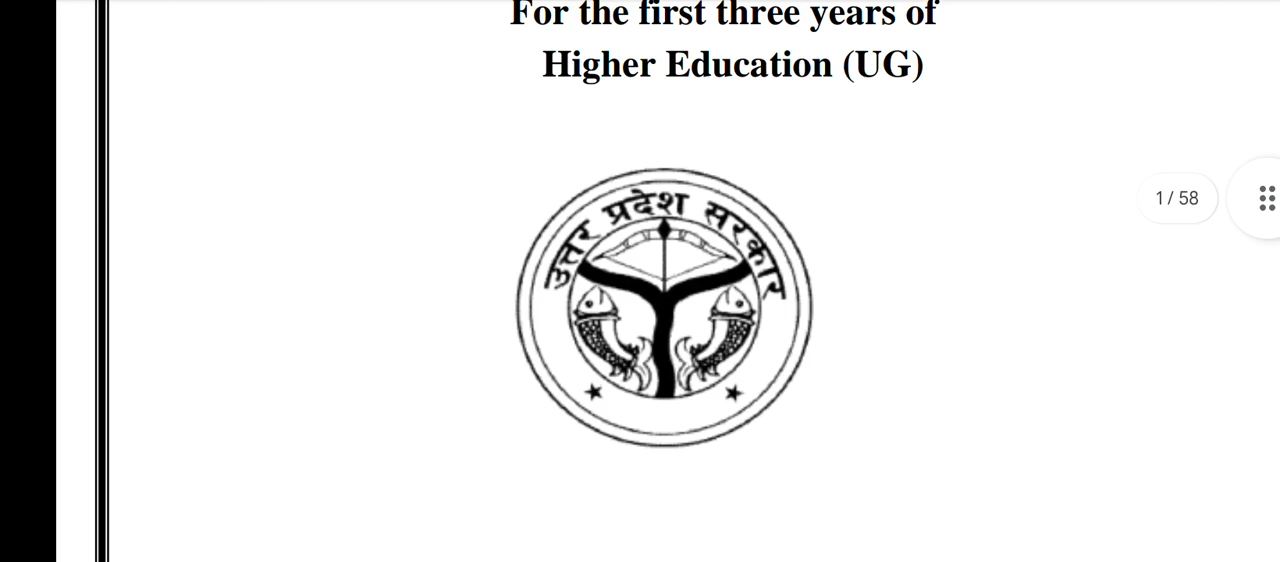 For the first three years of
Higher Education (UG)
उत्तर प्रदेश सरकार
1 / 58